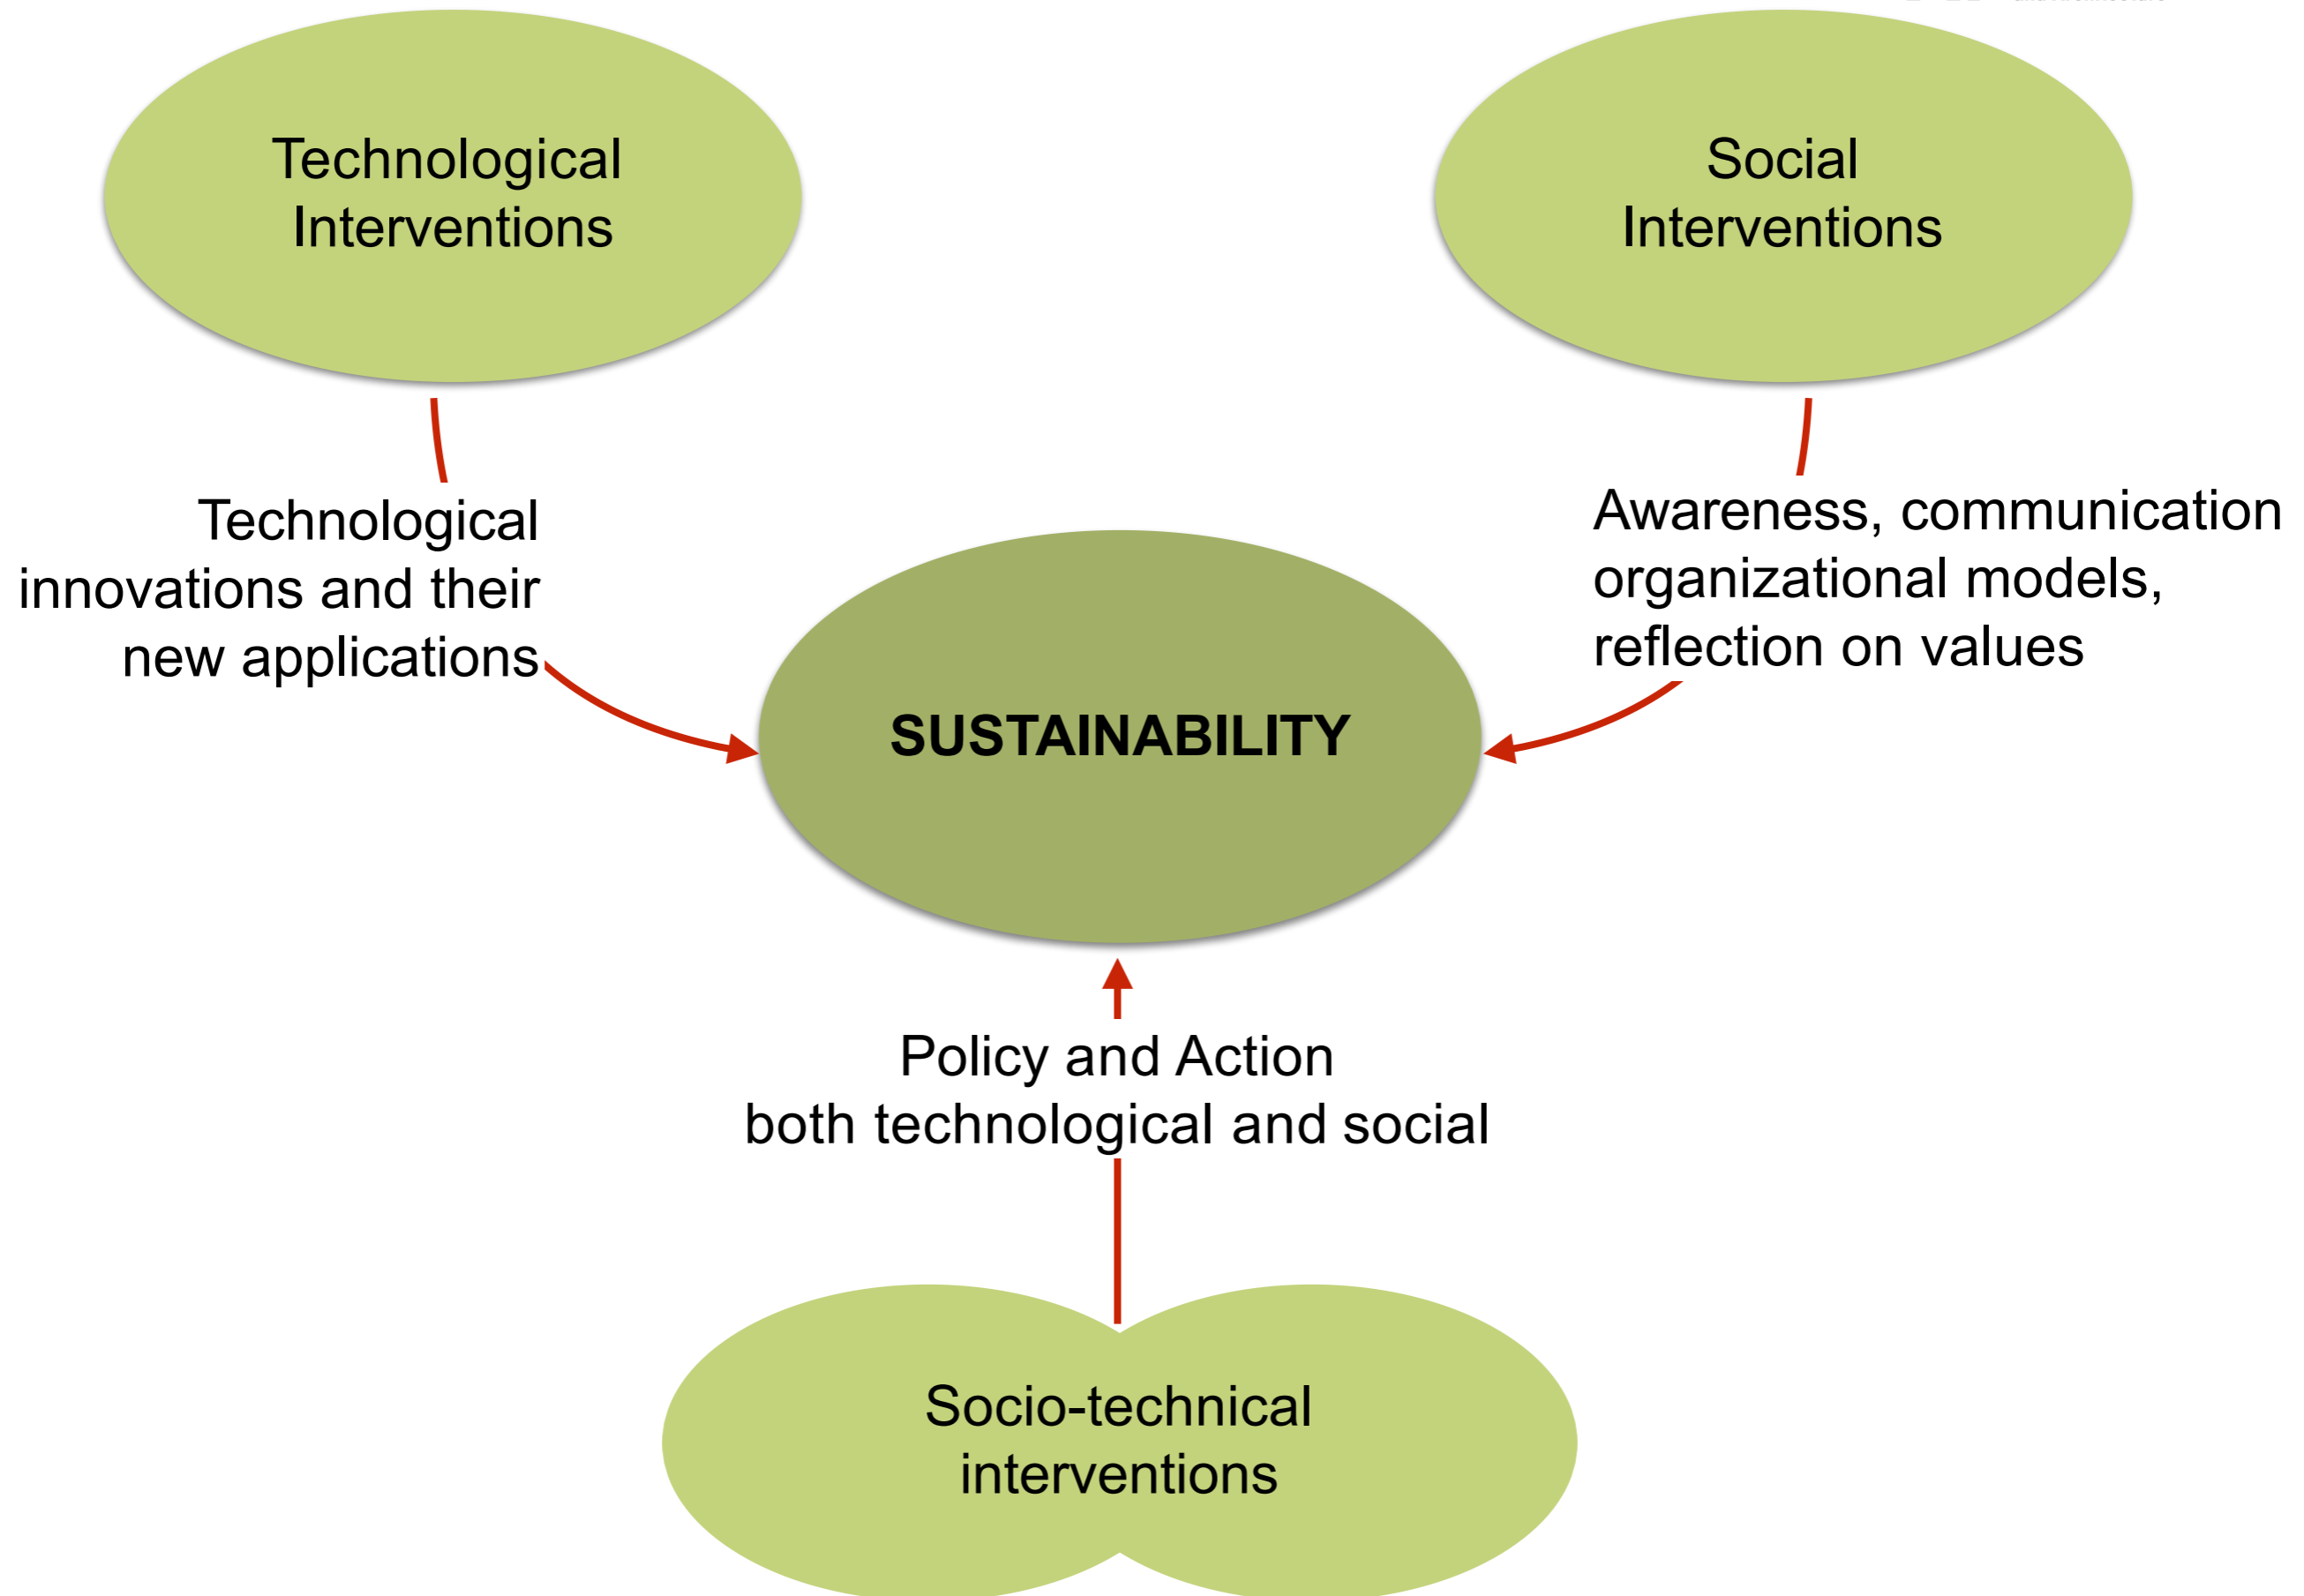 Technological
Interventions
Social
Interventions
Technological
innovations and their
new applications
Awareness, communication
organizational models,
reflection on values
SUSTAINABILITY
Policy and Action
both technological and social
Socio-technical
interventions